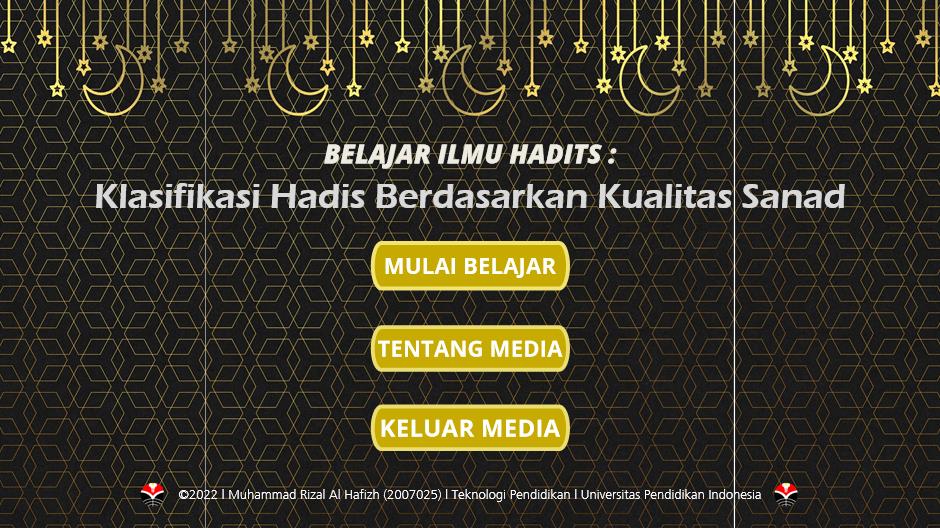 BELAJAR ILMU HADITS :
Klasifikasi Hadis Berdasarkan Kualitas Sanad
MULAI BELAJAR
TENTANG MEDIA
KELUAR MEDIA
©2022 l Muhammad Rizal Al Hafizh (2007025) l Teknologi Pendidikan l Universitas Pendidikan Indonesia